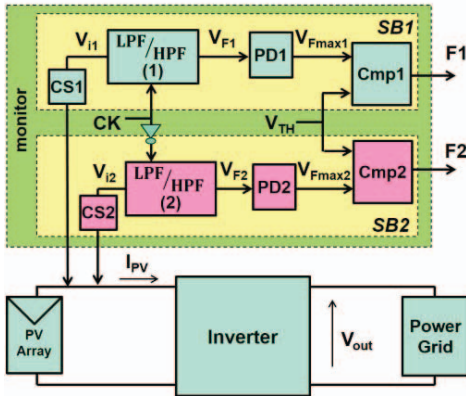 SB1
V_i1
LPF/HPF
(1)
V_F1
PD1
V_Fmax1
Cmp1
F1
CS1
monitor
CK
V_TH
F2
V_i2
LPF/HPF
(2)
V_F2
PD2
V_Fmax2
Cmp2
CS2
SB2
I_PV
PV
Array
Inverter
V_out
Power
Grid